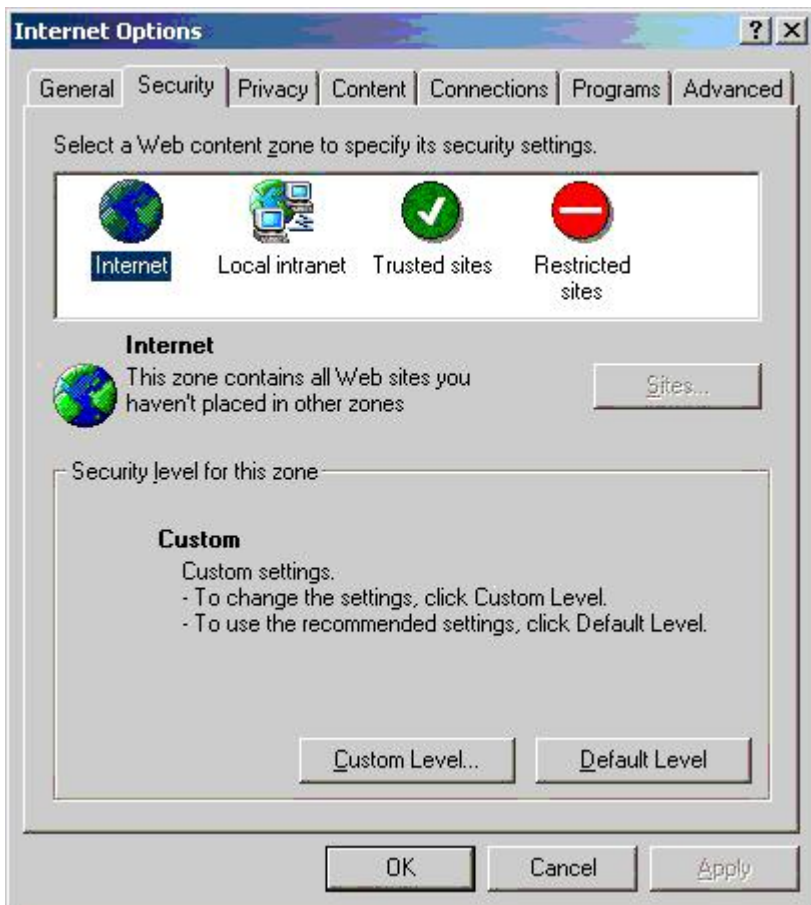 Internet Options
General Security Privacy Content Connections Programs Advanced
Select a Web content zone to specify its security settings.
Internet Local intranet Trusted sites Restricted
sites
Internet
This zone contains all Web sites you
haven't placed in other zones
Sites...
Security level for this zone
Custom
Custom settings.
- To change the settings, click Custom Level.
- To use the recommended settings, click Default Level.
Custom Level... Default Level
OK Cancel Apply